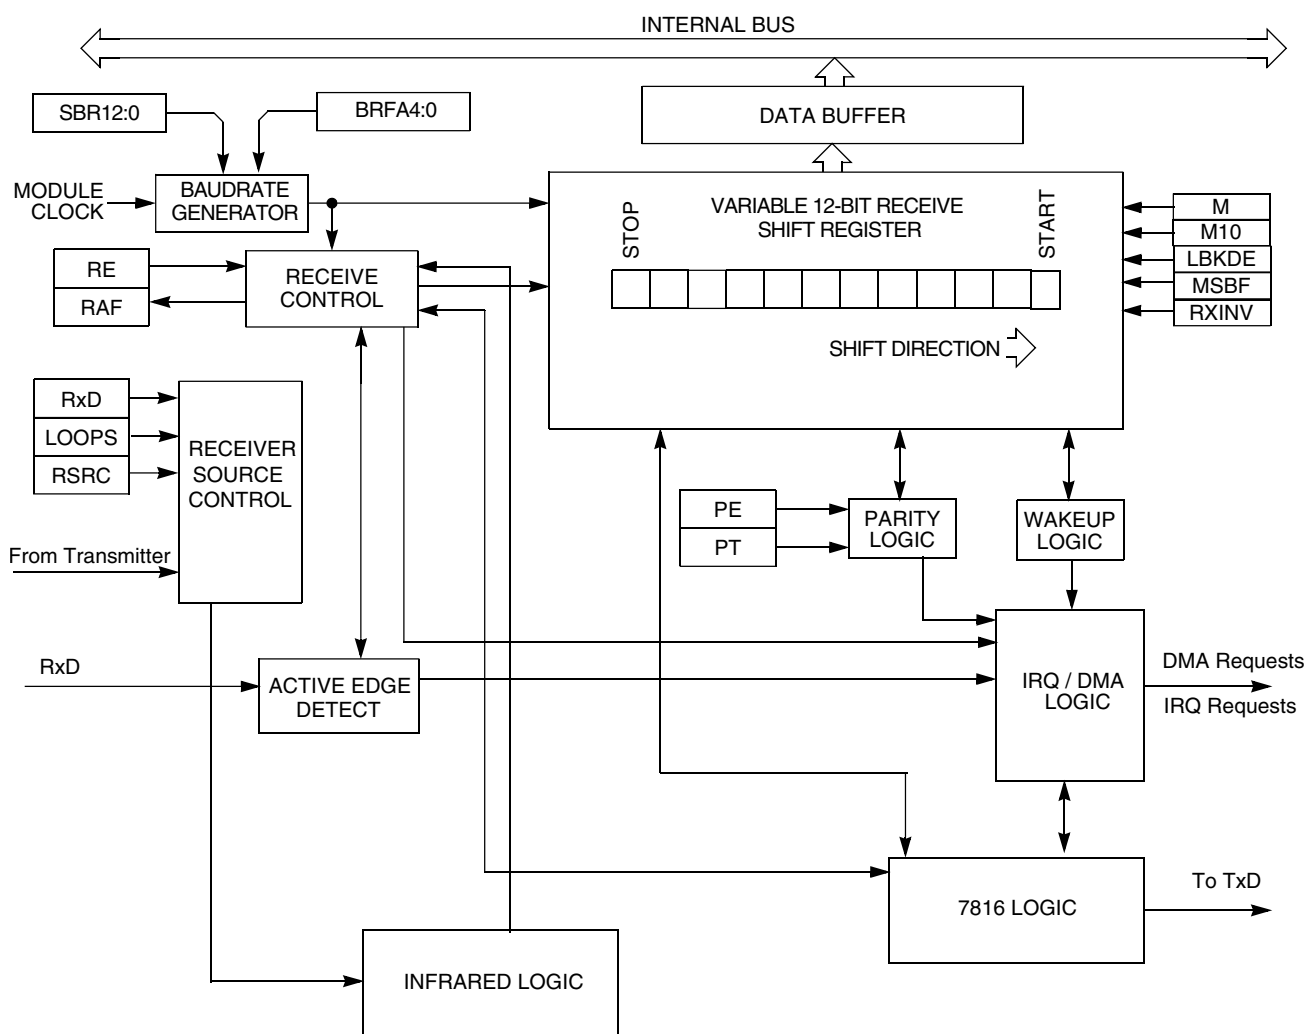 INTERNAL BUS
SBR12:0
BRFA4:0
DATA BUFFER
MODULE
CLOCK
BAUDRATE
GENERATOR
STOP
VARIABLE 12-BIT RECEIVE
SHIFT REGISTER
START
M
M10
LBKDE
MSBF
RXINV
RE
RAF
RECEIVE
CONTROL
SHIFT DIRECTION
RxD
LOOPS
RSRC
RECEIVER
SOURCE
CONTROL
From Transmitter
PE
PT
PARITY
LOGIC
WAKEUP
LOGIC
RxD
ACTIVE EDGE
DETECT
IRQ / DMA
LOGIC
DMA Requests
IRQ Requests
7816 LOGIC
To TxD
INFRARED LOGIC